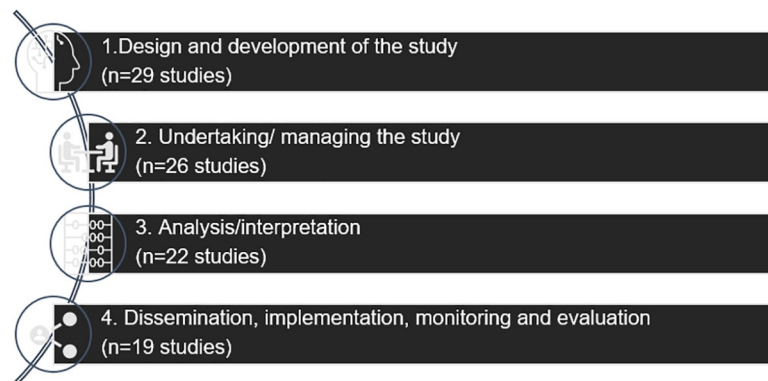 1.Design and development of the study
(n=29 studies)
2. Undertaking/ managing the study
(n=26 studies)
3. Analysis/interpretation
(n=22 studies)
4. Dissemination, implementation, monitoring and evaluation
(n=19 studies)